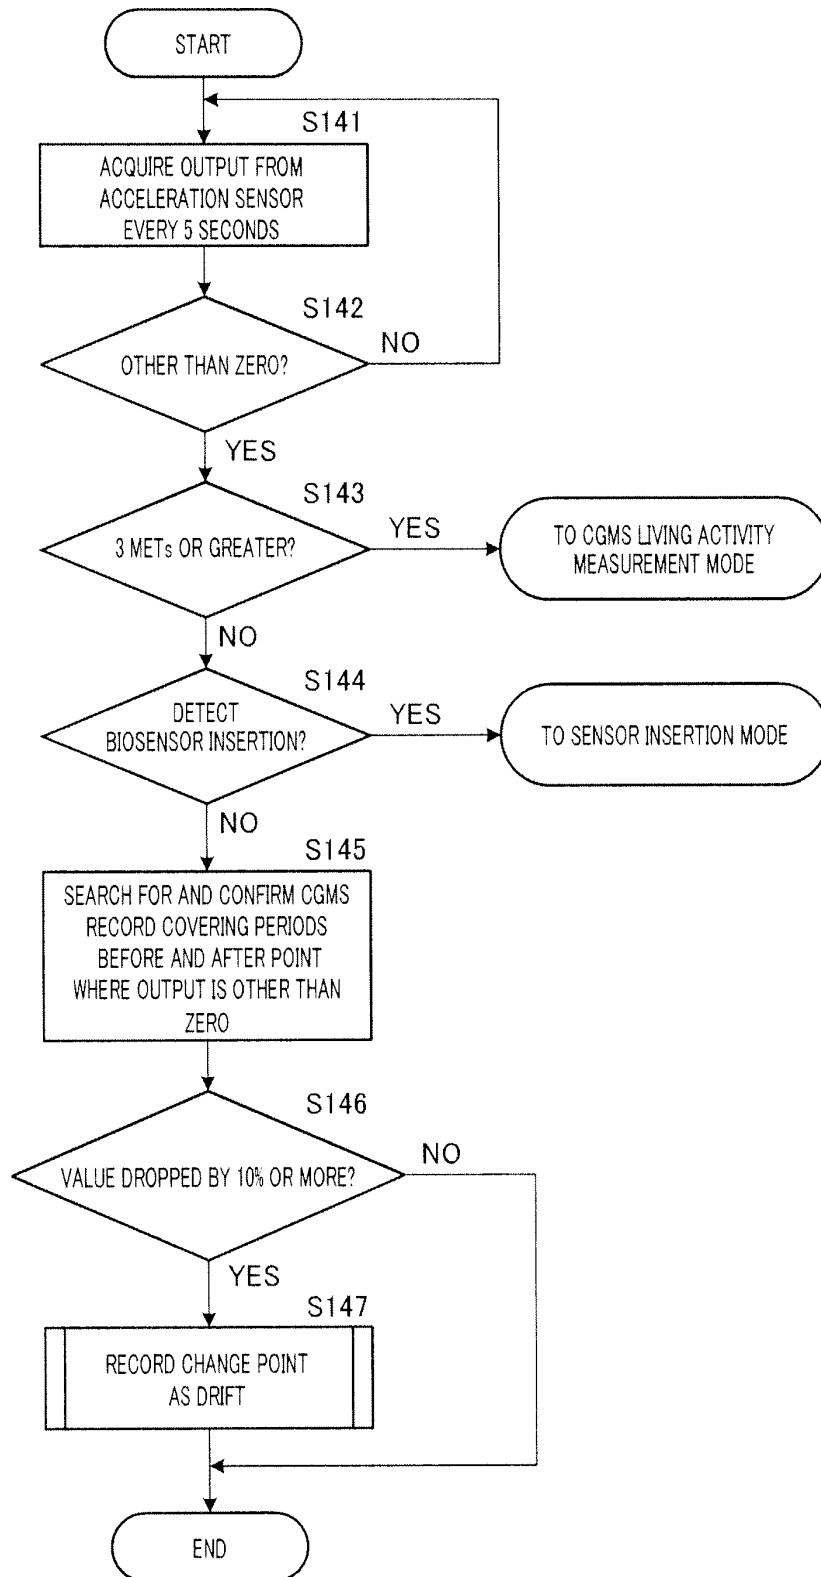 START
S141
ACQUIRE OUTPUT FROM
ACCELERATION SENSOR
EVERY 5 SECONDS
S142
OTHER THAN ZERO?
NO
YES
S143
3 METs OR GREATER?
YES
TO CGMS LIVING ACTIVITY
MEASUREMENT MODE
NO
S144
DETECT
BIOSENSOR INSERTION?
YES
TO SENSOR INSERTION MODE
NO
S145
SEARCH FOR AND CONFIRM CGMS
RECORD COVERING PERIODS
BEFORE AND AFTER POINT
WHERE OUTPUT IS OTHER THAN
ZERO
S146
VALUE DROPPED BY 10% OR MORE?
NO
YES
S147
RECORD CHANGE POINT
AS DRIFT
END